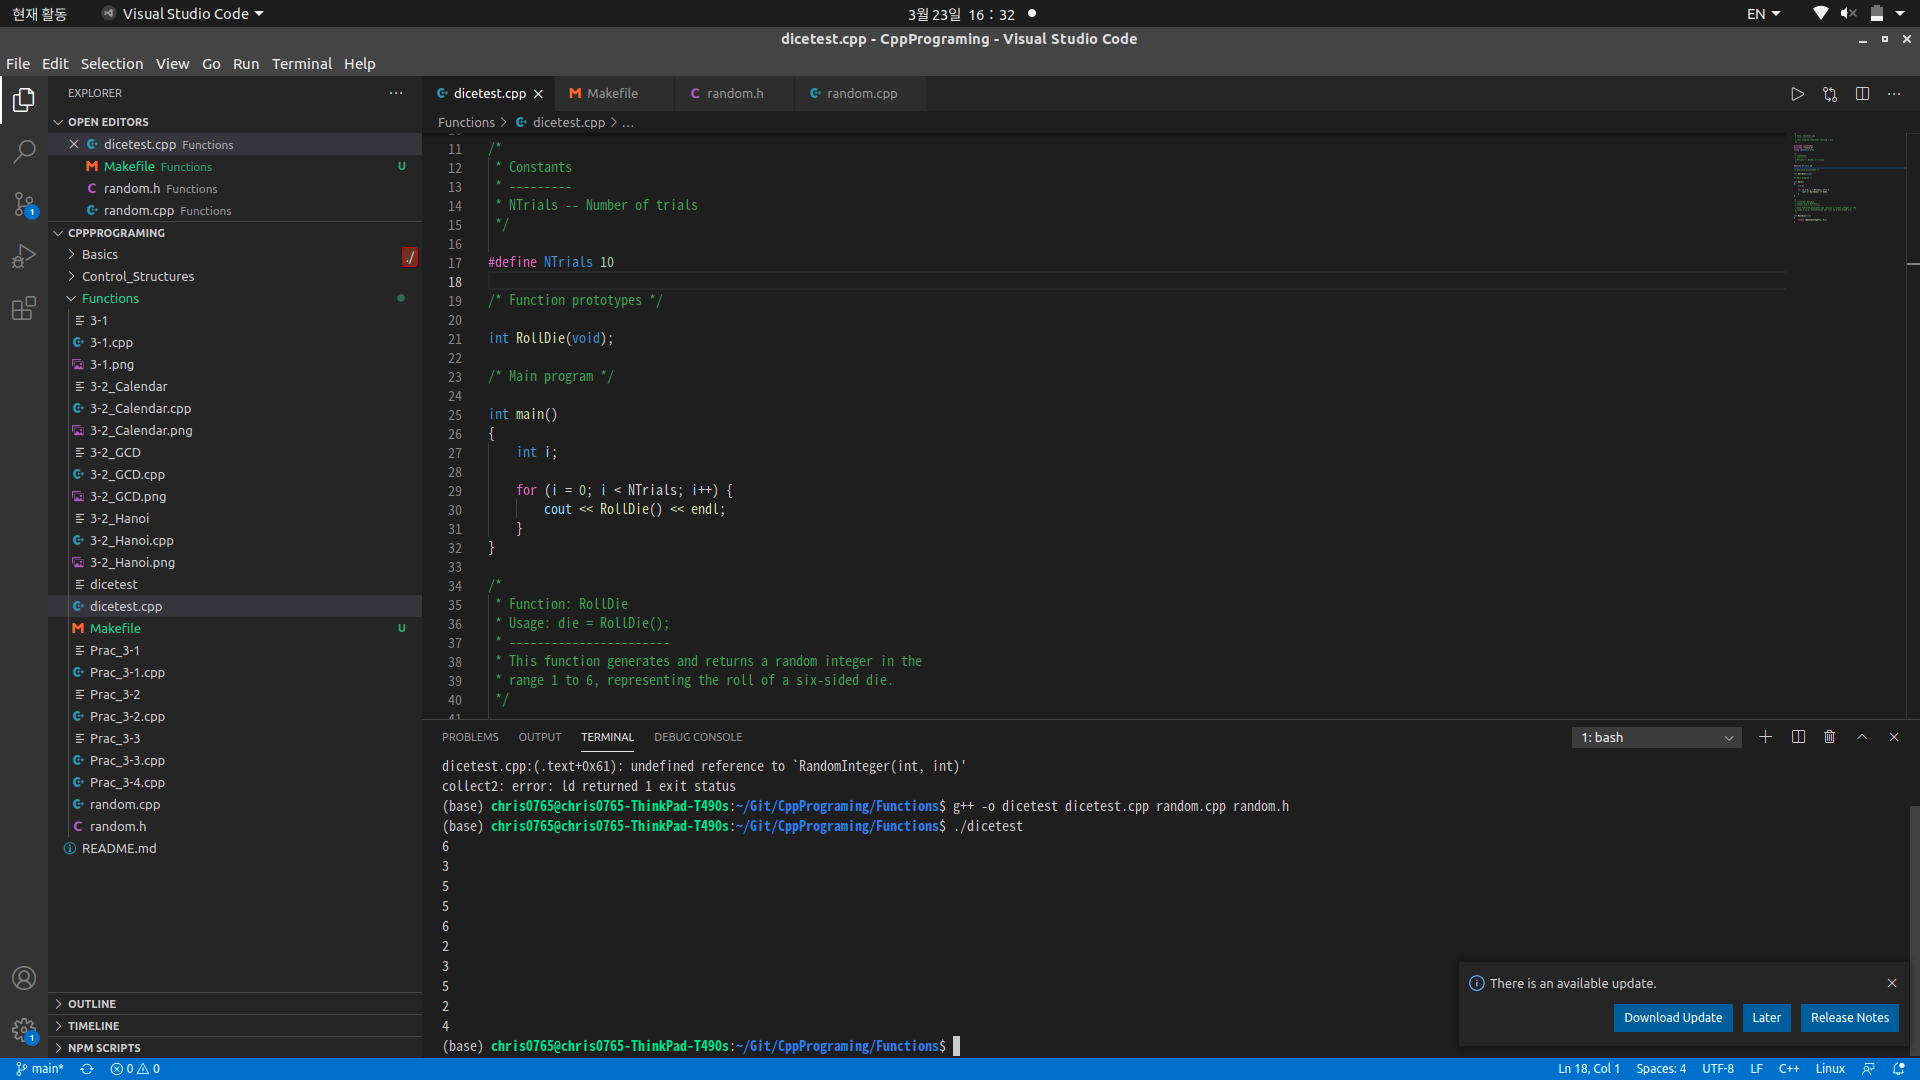 현재 활동
Visual Studio Code
3월 23일 16 : 32
EN
dicetest.cpp - CppPrograming - Visual Studio Code
File Edit Selection View Go Run Terminal Help
EXPLORER
OPEN EDITORS
dicetest.cpp Functions
Makefile Functions U
random.h Functions
random.cpp Functions
CPPPROGRAMING
Basics
./
Control_Structures
Functions
3-1
3-1.cpp
3-1.png
3-2_Calendar
3-2_Calendar.cpp
3-2_Calendar.png
3-2_GCD
3-2_GCD.cpp
3-2_GCD.png
3-2_Hanoi
3-2_Hanoi.cpp
3-2_Hanoi.png
dicetest
dicetest.cpp
Makefile U
Prac_3-1
Prac_3-1.cpp
Prac_3-2
Prac_3-2.cpp
Prac_3-3
Prac_3-3.cpp
Prac_3-4.cpp
random.cpp
random.h
README.md
OUTLINE
TIMELINE
NPM SCRIPTS
1
1
dicetest.cpp Makefile random.h random.cpp
Functions > dicetest.cpp > ...
11 /*
12 * Constants
13 * ---------
14 * NTrials -- Number of trials
15 */
16
17 #define NTrials 10
18
19 /* Function prototypes */
20
21 int RollDie(void);
22
23 /* Main program */
24
25 int main()
26 {
27 int i;
28
29 for (i = 0; i < NTrials; i++) {
30 cout << RollDie() << endl;
31 }
32 }
33
34 /*
35 * Function: RollDie
36 * Usage: die = RollDie();
37 * -----------------------
38 * This function generates and returns a random integer in the
39 * range 1 to 6, representing the roll of a six-sided die.
40 */
41
PROBLEMS OUTPUT TERMINAL DEBUG CONSOLE
1: bash
dicetest.cpp:(.text+0x61): undefined reference to `RandomInteger(int, int)'
collect2: error: ld returned 1 exit status
(base) chris0765@chris0765-ThinkPad-T490s:~/Git/CppPrograming/Functions$ g++ -o dicetest dicetest.cpp random.cpp random.h
(base) chris0765@chris0765-ThinkPad-T490s:~/Git/CppPrograming/Functions$ ./dicetest
6
3
5
5
6
2
3
5
2
4
(base) chris0765@chris0765-ThinkPad-T490s:~/Git/CppPrograming/Functions$
There is an available update.
Download Update Later Release Notes
main* 0 0
Ln 18, Col 1 Spaces: 4 UTF-8 LF C++ Linux